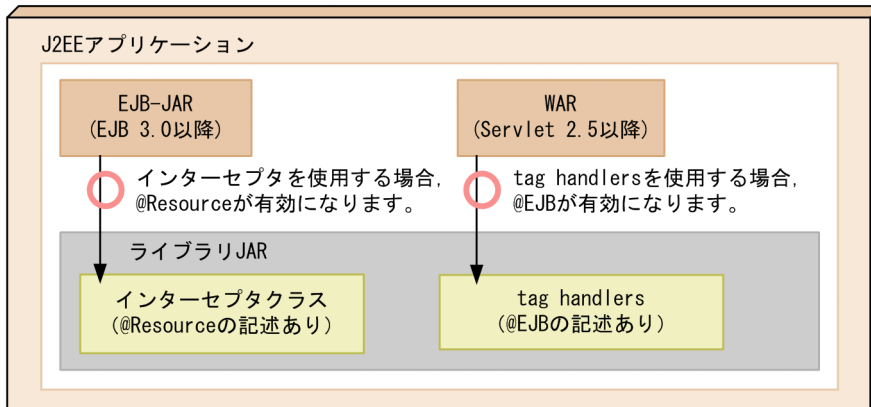 J2EEアプリケーション
EJB-JAR
(EJB 3.0以降)
WAR
(Servlet 2.5以降)
インターセプタを使用する場合,
@Resourceが有効になります。
tag handlersを使用する場合,
@EJBが有効になります。
ライブラリJAR
インターセプタクラス
(@Resourceの記述あり)
tag handlers
(@EJBの記述あり)